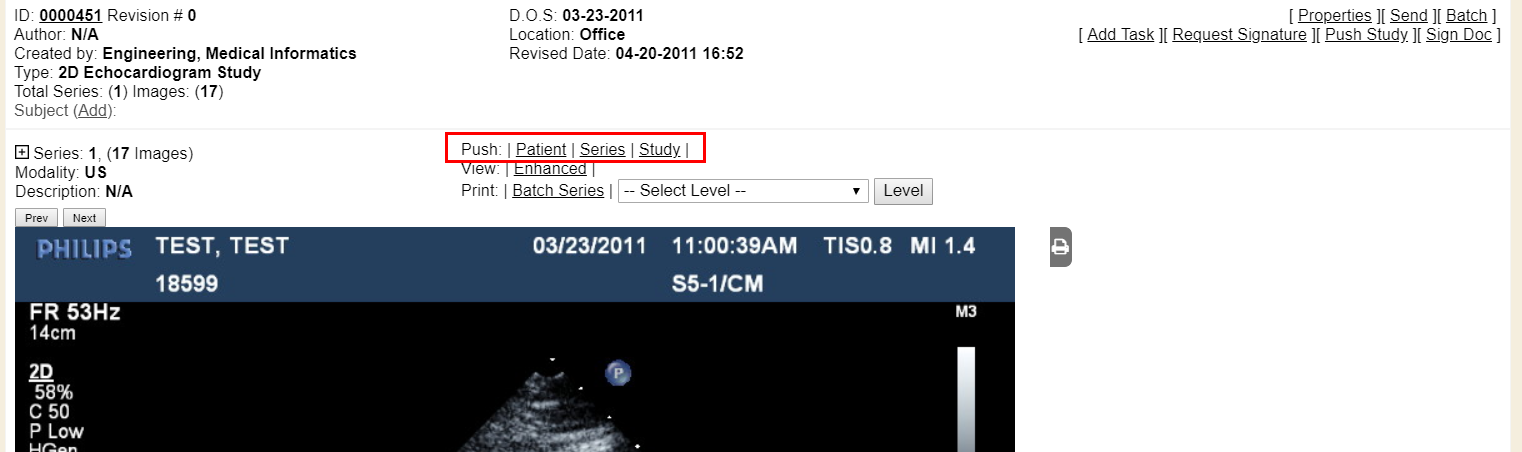 ID: 0000451 Revision # 0
Author: N/A
Created by: Engineering, Medical Informatics
Type: 2D Echocardiogram Study
Total Series: (1) Images: (17)
Subject (Add):
D.O.S: 03-23-2011
Location: Office
Revised Date: 04-20-2011 16:52
[ Properties ][ Send ][ Batch ]
[ Add Task ][ Request Signature ][ Push Study ][ Sign Doc ]
Series: 1, (17 Images)
Modality: US
Description: N/A
Push: | Patient | Series | Study |
View: | Enhanced |
Print: | Batch Series | -- Select Level -- Level
Prev Next
PHILIPS TEST, TEST 03/23/2011 11:00:39AM TIS0.8 MI 1.4
18599 S5-1/CM
FR 53Hz
14cm
M3
P
2D
58%
C 50
P Low
HGen